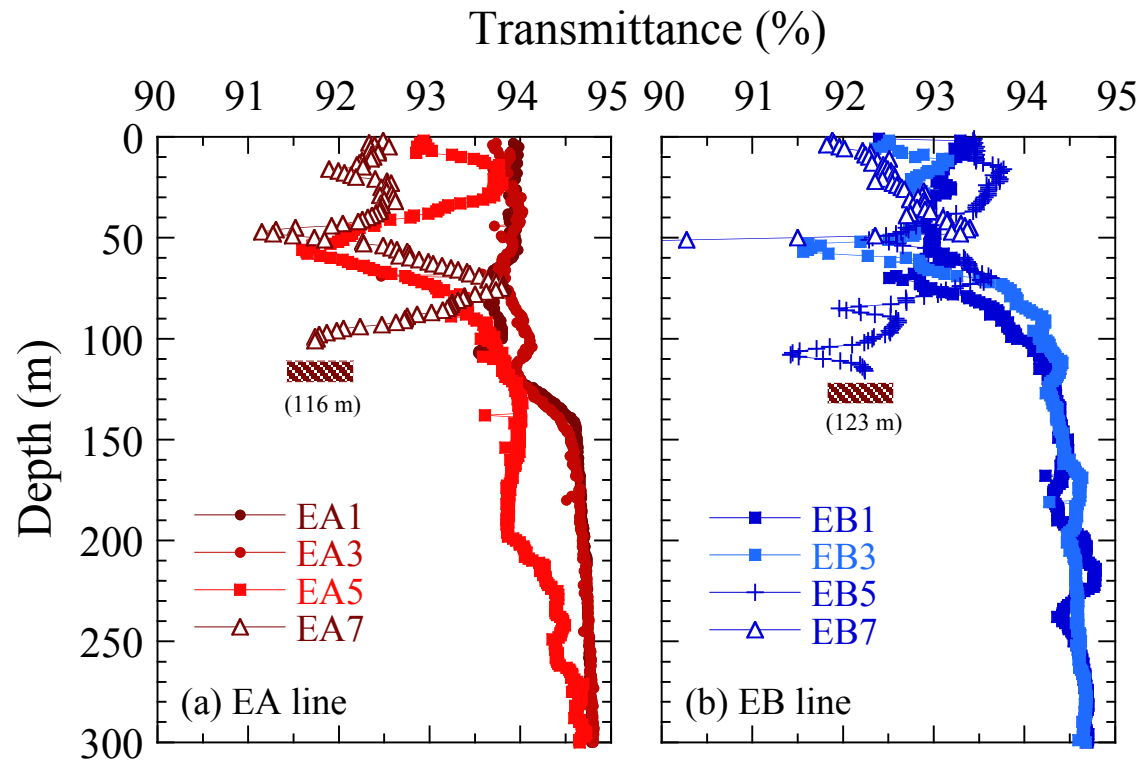 Transmittance (%)
90 91 92 93 94 95
90 91 92 93 94 95
Depth (m)
0
50
100
150
200
250
300
(116 m)
EA1
EA3
EA5
EA7
(a) EA line
(123 m)
EB1
EB3
EB5
EB7
(b) EB line